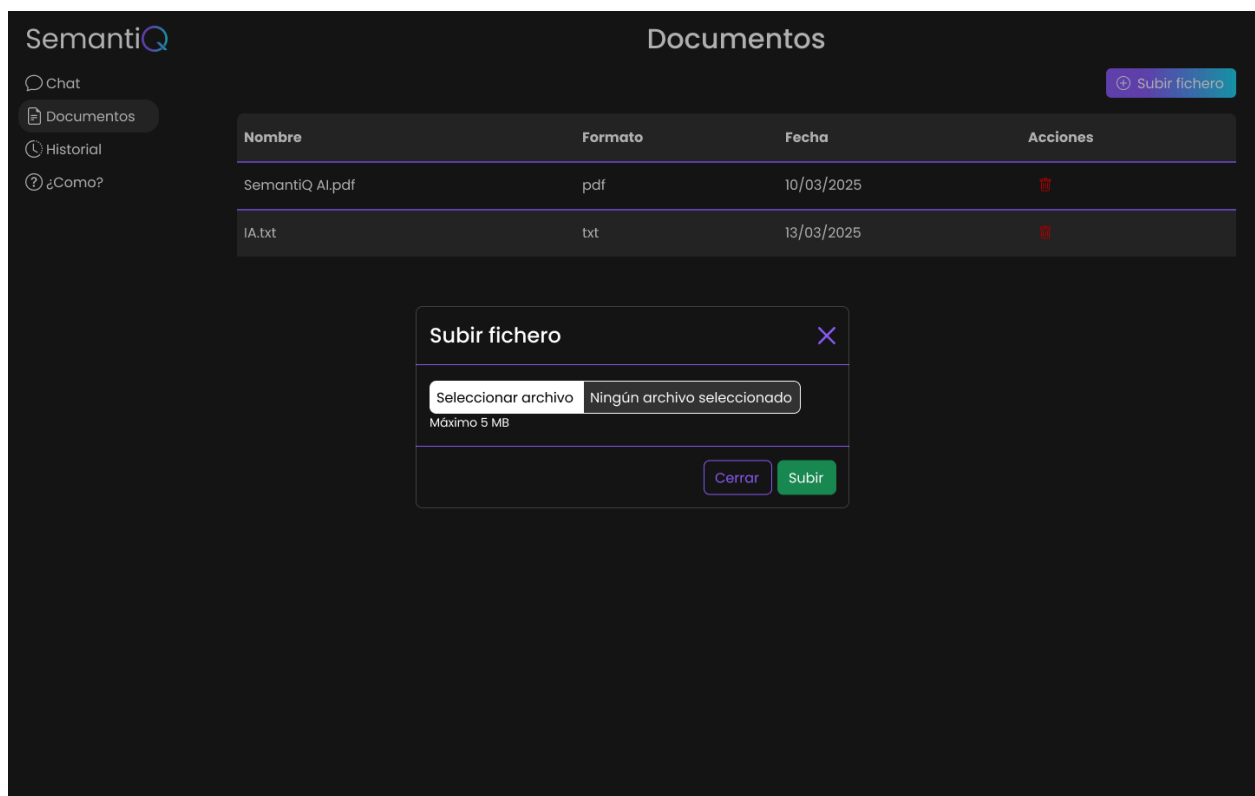 SemantiQ
Documentos
Chat
Documentos
Historial
¿Como?
Subir fichero
Nombre Formato Fecha Acciones
SemantiQ AI.pdf pdf 10/03/2025
IA.txt txt 13/03/2025
Subir fichero
Seleccionar archivo Ningún archivo seleccionado
Máximo 5 MB
Cerrar Subir